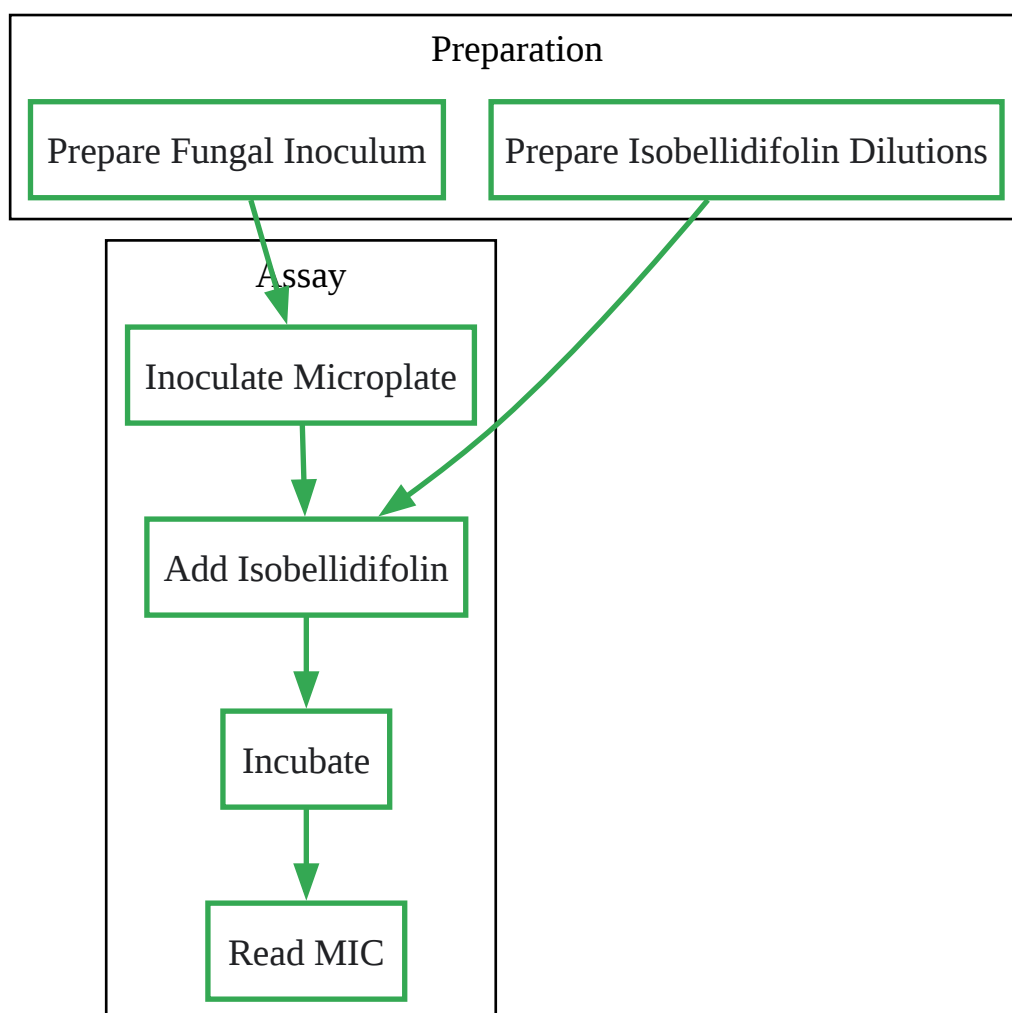 Preparation
Prepare Fungal Inoculum
Prepare Isobellidifolin Dilutions
Assay
Inoculate Microplate
Add Isobellidifolin
Incubate
Read MIC